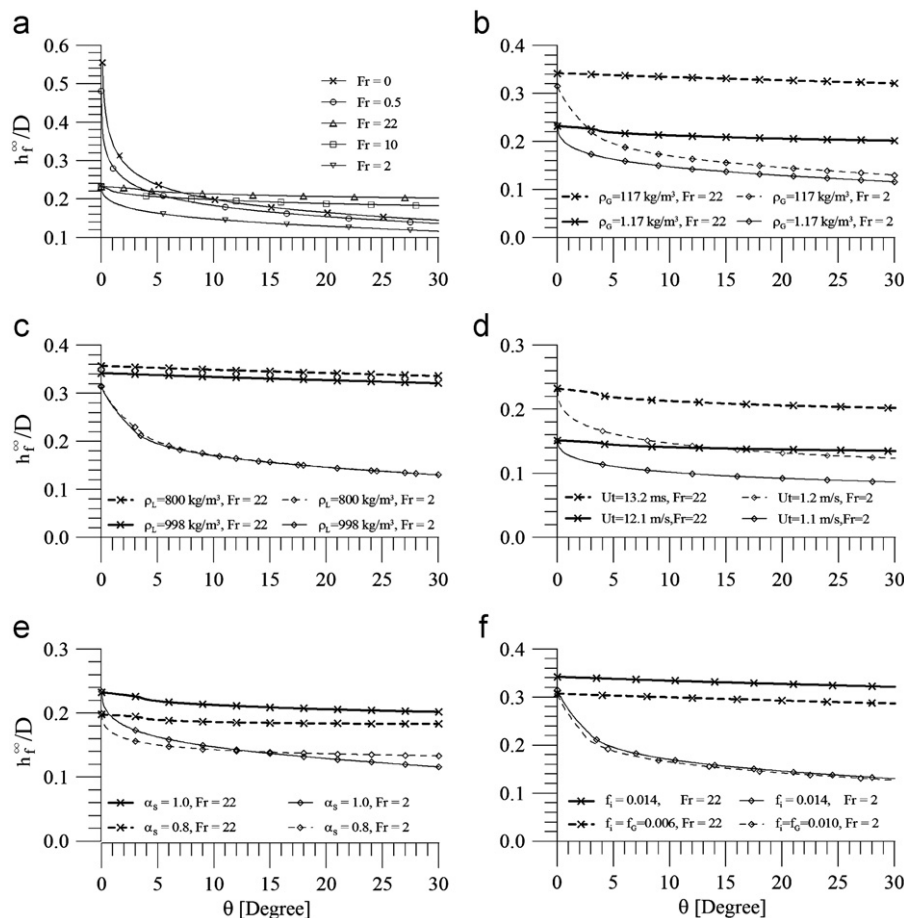 a
0.6
0.5
0.4
0.3
0.2
0.1
h_f^∞/D
0 5 10 15 20 25 30
Fr = 0
Fr = 0.5
Fr = 22
Fr = 10
Fr = 2
b
0.4
0.3
0.2
0.1
0.0
h_f^∞/D
0 5 10 15 20 25 30
ρ_G=117 kg/m³, Fr = 22 ρ_G=117 kg/m³, Fr = 2
ρ_G=1.17 kg/m³, Fr = 22 ρ_G=1.17 kg/m³, Fr = 2
c
0.4
0.3
0.2
0.1
0.0
h_f^∞/D
0 5 10 15 20 25 30
ρ_L=800 kg/m³, Fr = 22 ρ_L=800 kg/m³, Fr = 2
ρ_L=998 kg/m³, Fr = 22 ρ_L=998 kg/m³, Fr = 2
d
0.3
0.2
0.1
0.0
h_f^∞/D
0 5 10 15 20 25 30
Ut=13.2 ms, Fr=22 Ut=1.2 m/s, Fr=2
Ut=12.1 m/s,Fr=22 Ut=1.1 m/s,Fr=2
e
0.3
0.2
0.1
0.0
h_f^∞/D
0 5 10 15 20 25 30
θ [Degree]
α_s = 1.0, Fr = 22 α_s = 1.0, Fr = 2
α_s = 0.8, Fr = 22 α_s = 0.8, Fr = 2
f
0.4
0.3
0.2
0.1
0.0
h_f^∞/D
0 5 10 15 20 25 30
θ [Degree]
f_i = 0.014, Fr = 22 f_i = 0.014, Fr = 2
f_i = f_G=0.006, Fr = 22 f_i=f_G=0.010, Fr = 2